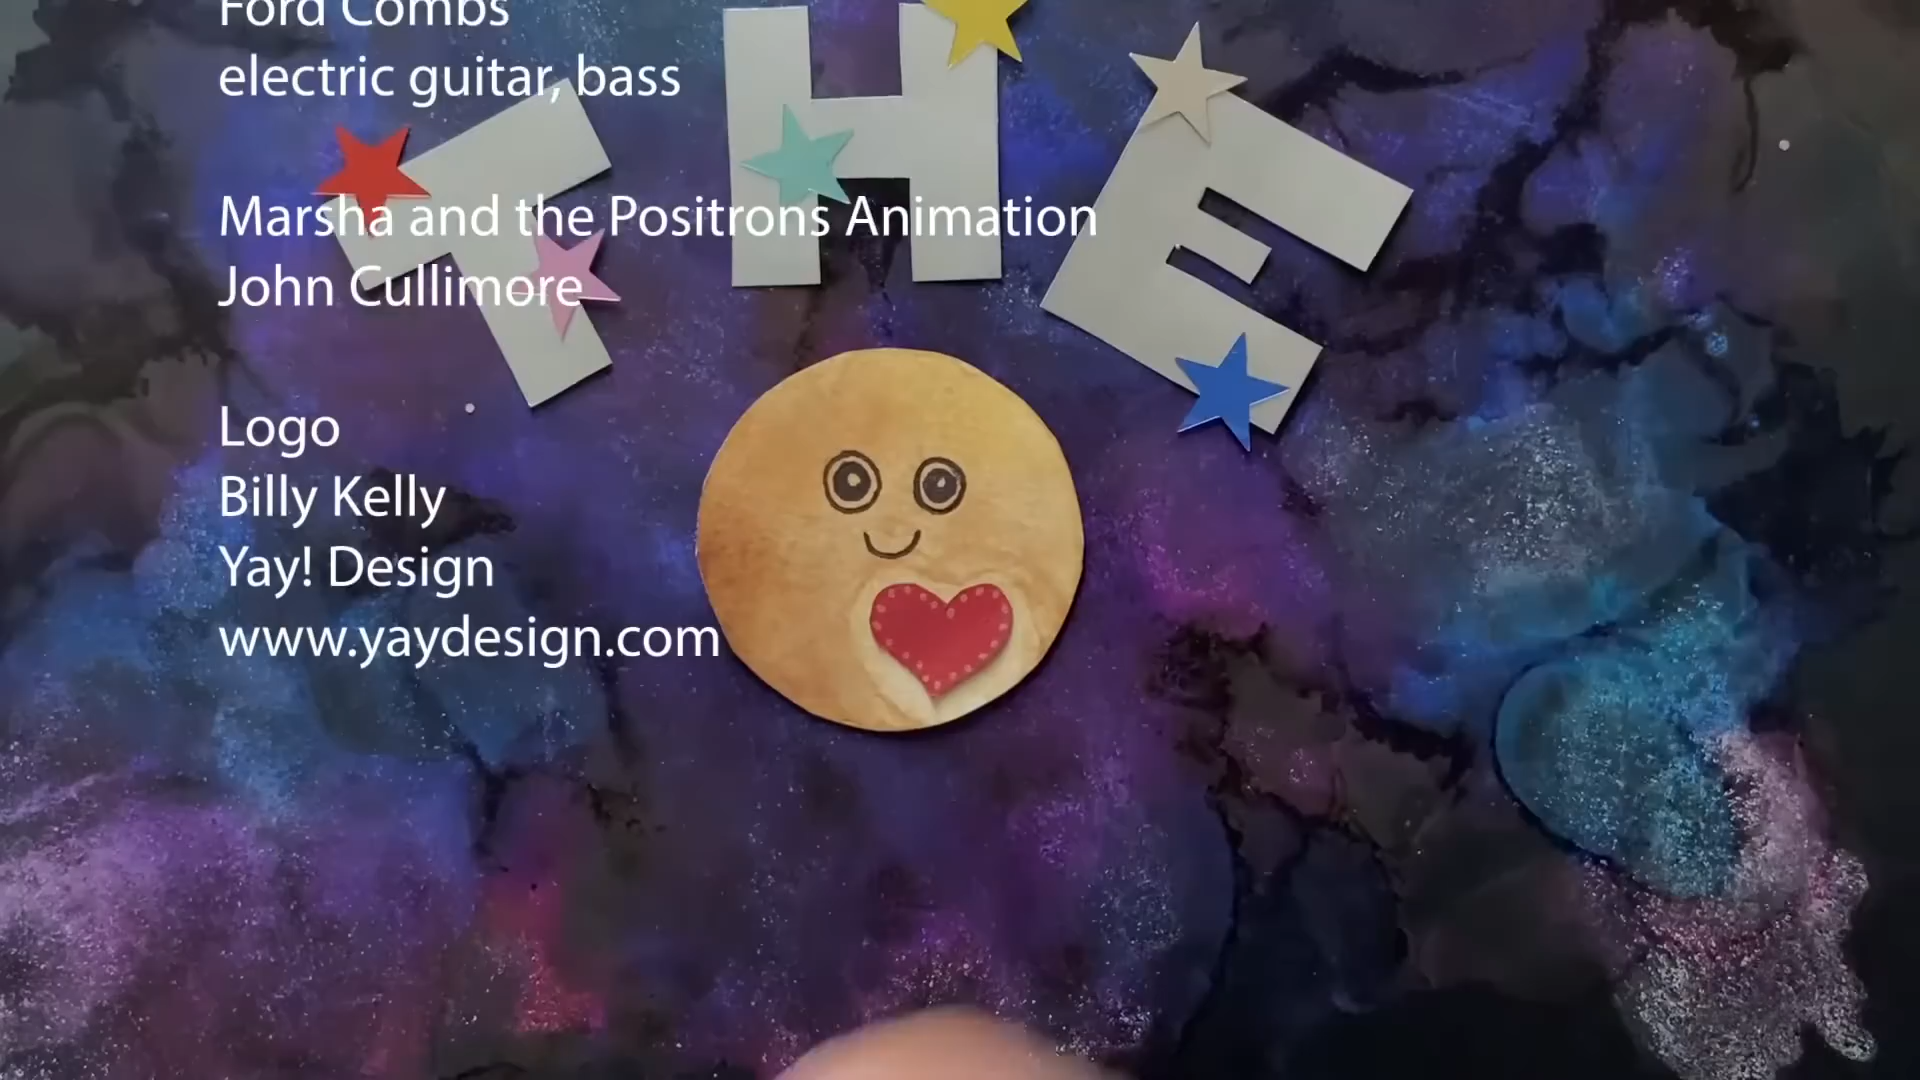 Ford Combs
electric guitar, bass
Marsha and the Positrons Animation
John Cullimore
Logo
Billy Kelly
Yay! Design
www.yaydesign.com
THE